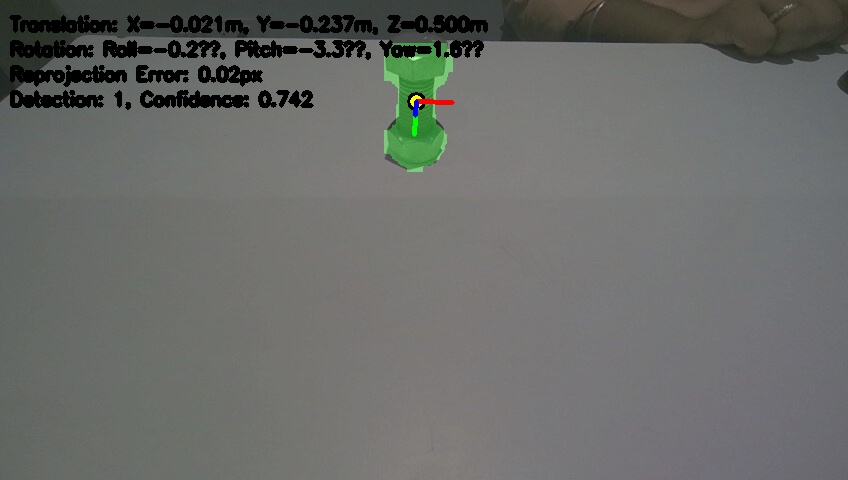 Translation: X=-0.021m, Y=-0.237m, Z=0.500m
Rotation: Roll=-0.2??, Pitch=-3.3??, Yaw=1.6??
Reprojection Error: 0.02px
Detection: 1, Confidence: 0.742